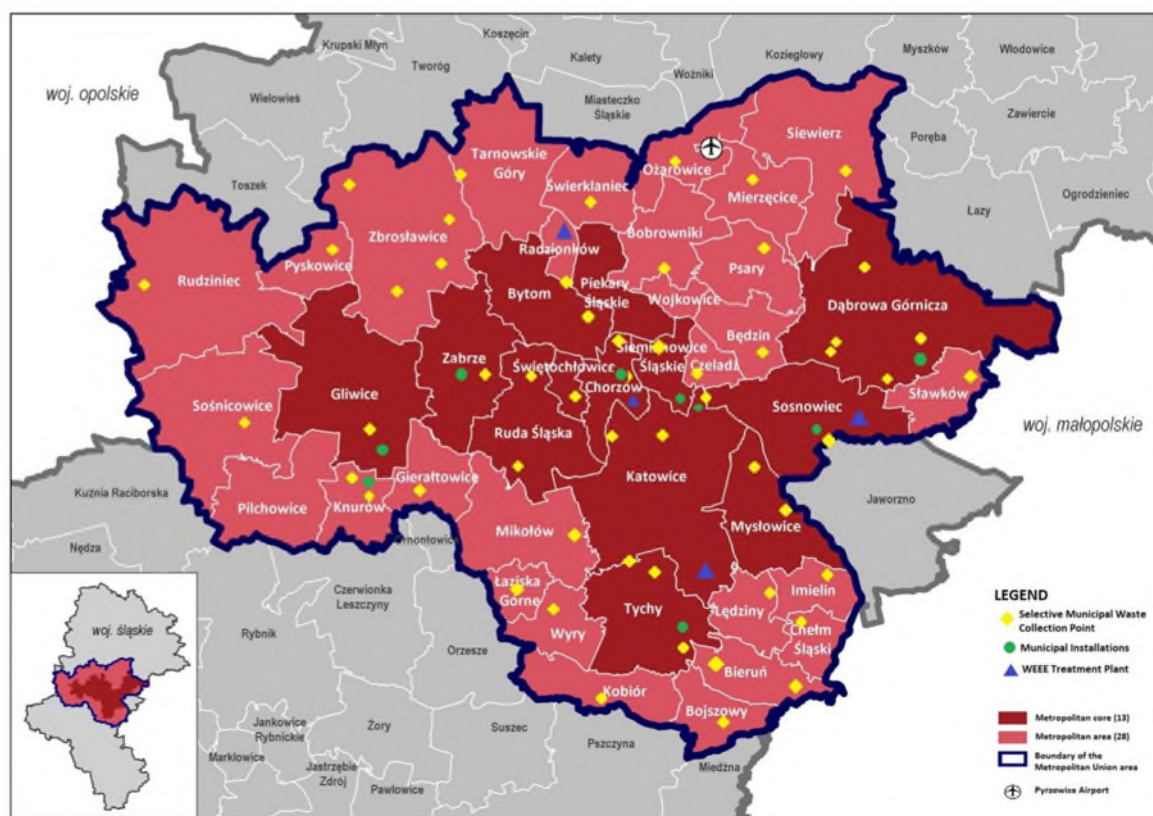 Koszęcin
Krupski Młyn
Kalety
Koziegłowy
Myszków
Włodowice
Tworóg
Woźniki
woj. opolskie
Wielowieś
Miasteczko
Śląskie
Siewierz
Zawiercie
Poręba
Tarnowskie
Góry
Ożarowice
Toszek
Świerklaniec
Mierzęcice
Ogrodzieniec
Łazy
Zbrosławice
Radzionków
Bobrowniki
Rudziniec
Pyskowice
Psary
Bytom
Piekary
Śląskie
Wojkowice
Dąbrowa Górnicza
Będzin
Zabrze
Siemianowice
Śląskie
Świętochłowice
Czeladź
Gliwice
Chorzów
Sławków
Sośnicowice
Sosnowiec
woj. małopolskie
Ruda Śląska
Katowice
Kuźnia Raciborska
Gierałtowice
Pilchowice
Knurów
Jaworzno
Mysłowice
Mikołów
Ornontowice
Nędza
Czerwionka
Leszczyny
Łaziska
Górne
Imielin
Lędziny
Tychy
LEGEND
Selective Municipal Waste
Collection Point
woj. śląskie
Rybnik
Wyry
Chełm
Śląski
Municipal Installations
Orzesze
Bieruń
WEEE Treatment Plant
Kobiór
Bojszowy
Jankowice
Rybnickie
Żory
Suszec
Metropolitan core (13)
Metropolitan area (28)
Pszczyna
Marklowice
Jastrzębie
Zdrój
Miedźna
Boundary of the
Metropolitan Union area
Pawłowice
Pyrzowise Airport